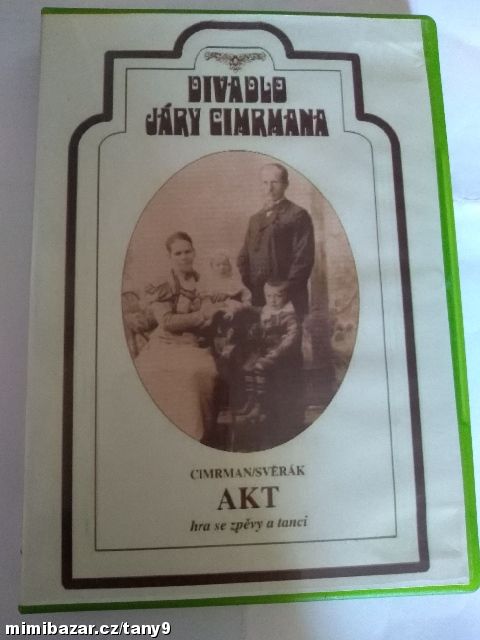 DIVADLO
JÁRY CIMRMANA
CIMRMAN/SVĚRÁK
AKT
hra se zpěvy a tanci
mimibazar.cz/tany9